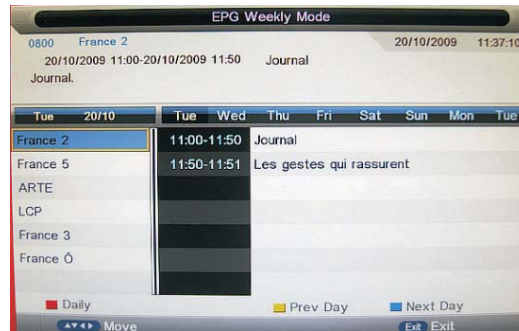 EPG Weekly Mode
0800 France 2 20/10/2009 11:37:10
20/10/2009 11:00-20/10/2009 11:50 Journal
Journal.
Tue 20/10 Tue Wed Thu Fri Sat Sun Mon Tue
France 2 11:00-11:50 Journal
France 5 11:50-11:51 Les gestes qui rassurent
ARTE
LCP
France 3
France Ô
Daily Prev Day Next Day
Move Exit Exit